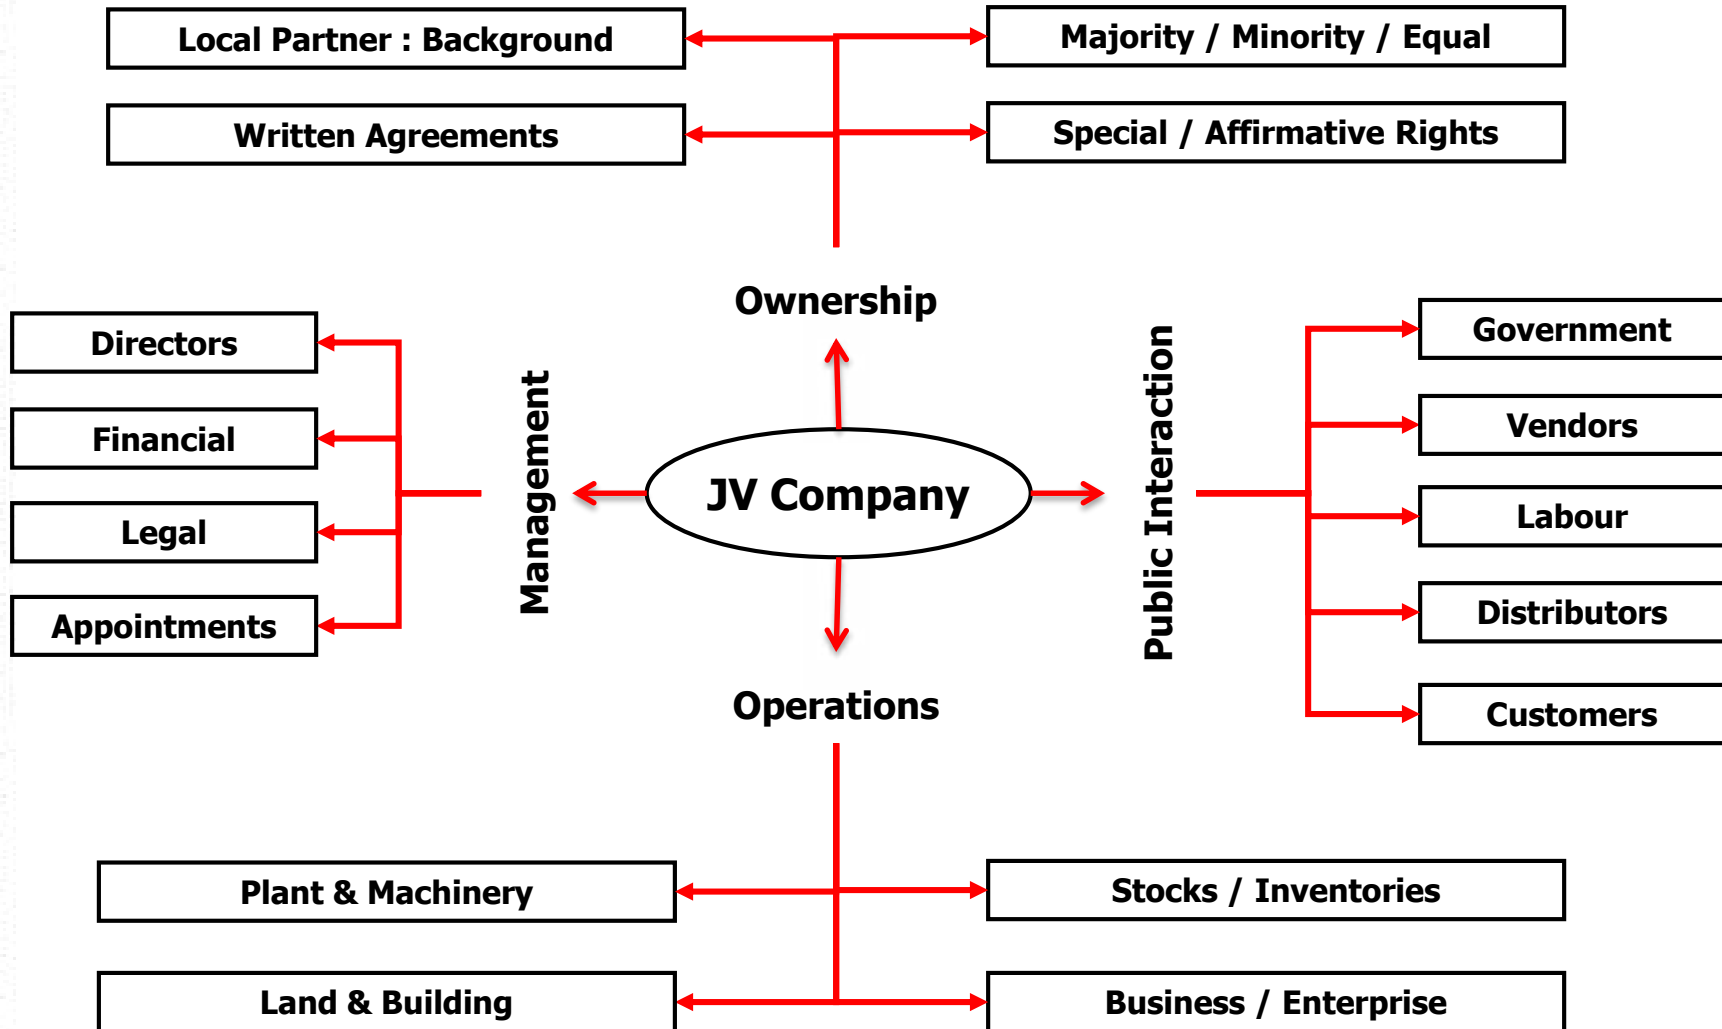 Local Partner : Background
Majority / Minority / Equal
Written Agreements
Special / Affirmative Rights
Ownership
Directors
Financial
Legal
Appointments
Management
JV Company
Public Interaction
Government
Vendors
Labour
Distributors
Customers
Operations
Plant & Machinery
Stocks / Inventories
Land & Building
Business / Enterprise